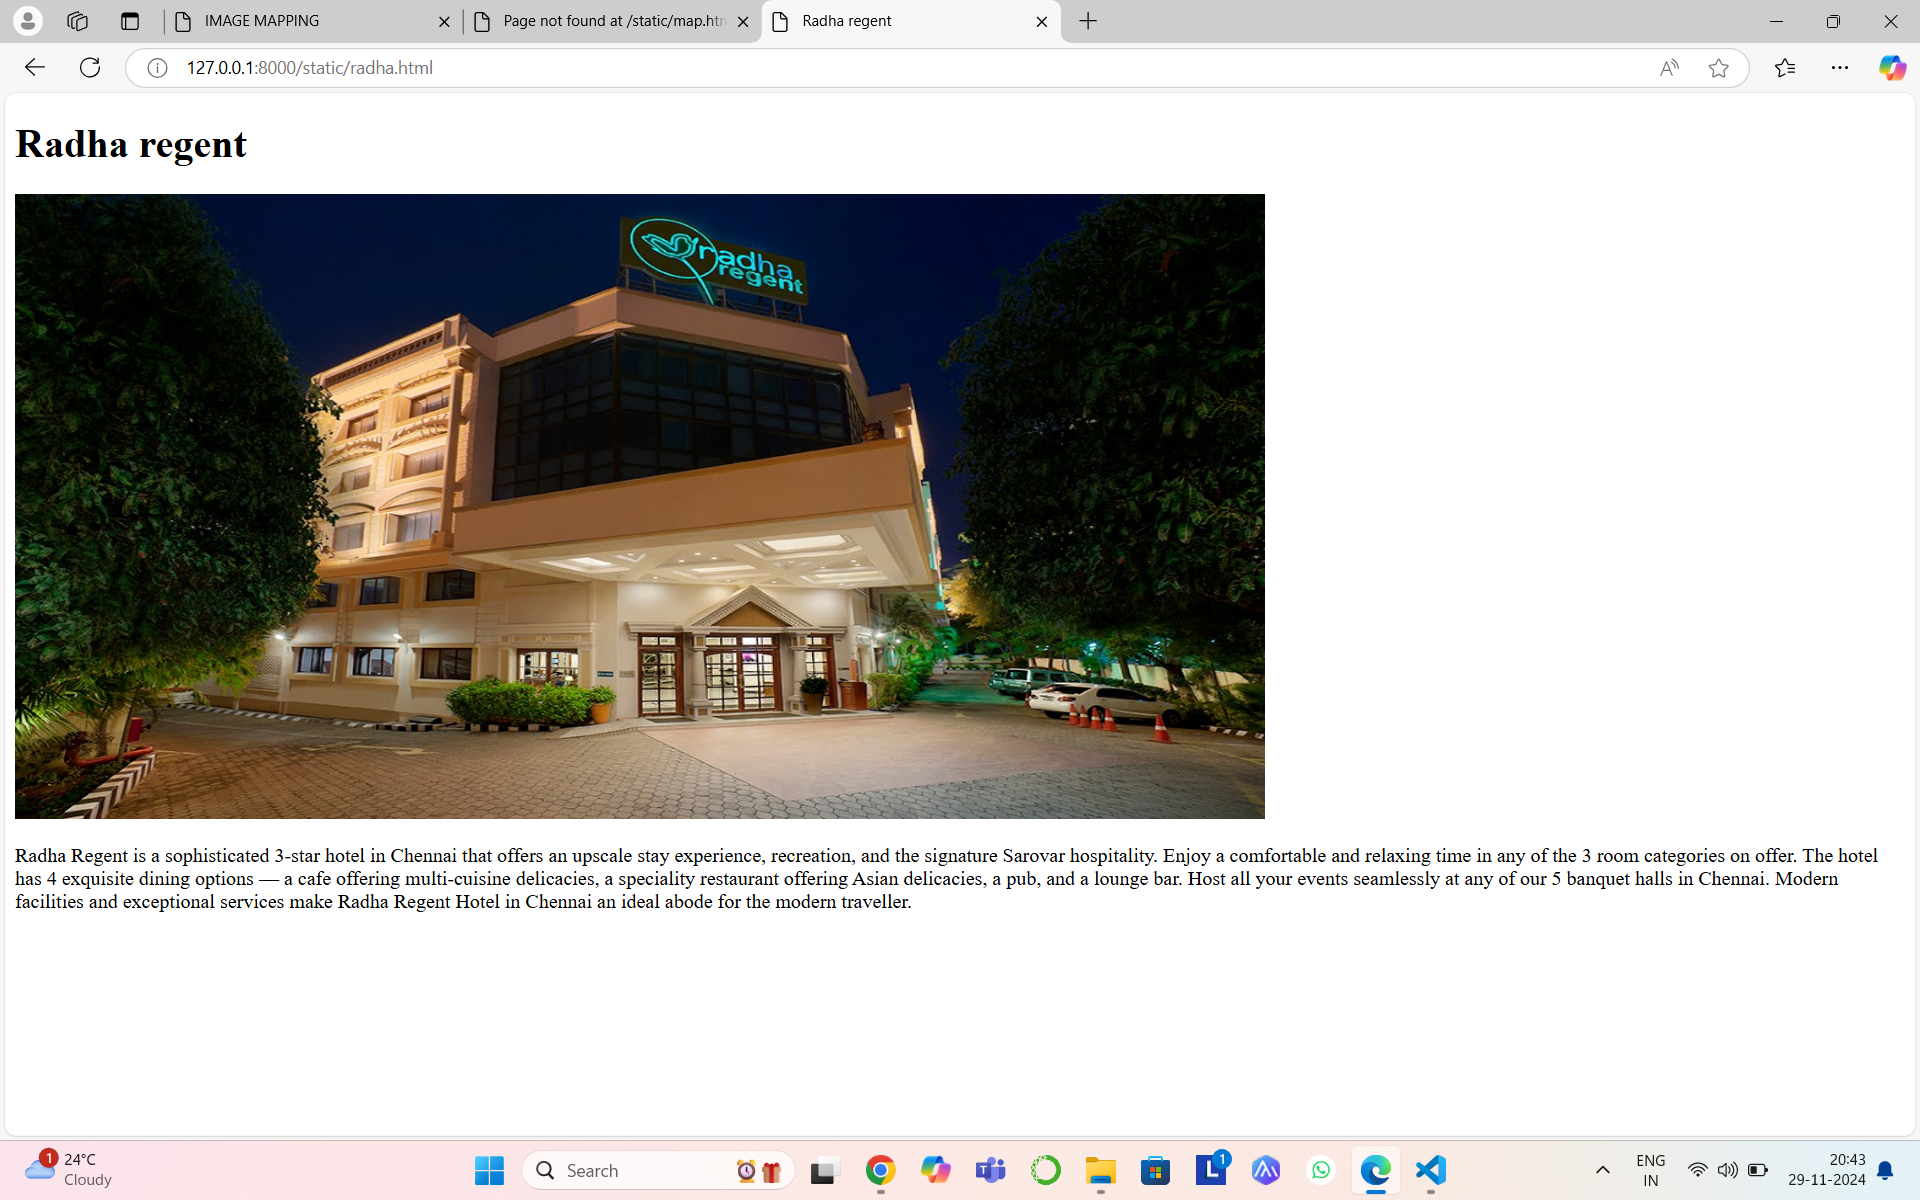 IMAGE MAPPING
Page not found at /static/map.htm
Radha regent
127.0.0.1:8000/static/radha.html
Radha regent
radha
regent
Radha Regent is a sophisticated 3-star hotel in Chennai that offers an upscale stay experience, recreation, and the signature Sarovar hospitality. Enjoy a comfortable and relaxing time in any of the 3 room categories on offer. The hotel
has 4 exquisite dining options — a cafe offering multi-cuisine delicacies, a speciality restaurant offering Asian delicacies, a pub, and a lounge bar. Host all your events seamlessly at any of our 5 banquet halls in Chennai. Modern
facilities and exceptional services make Radha Regent Hotel in Chennai an ideal abode for the modern traveller.
1
24°C
Cloudy
Search
1
ENG
IN
20:43
29-11-2024